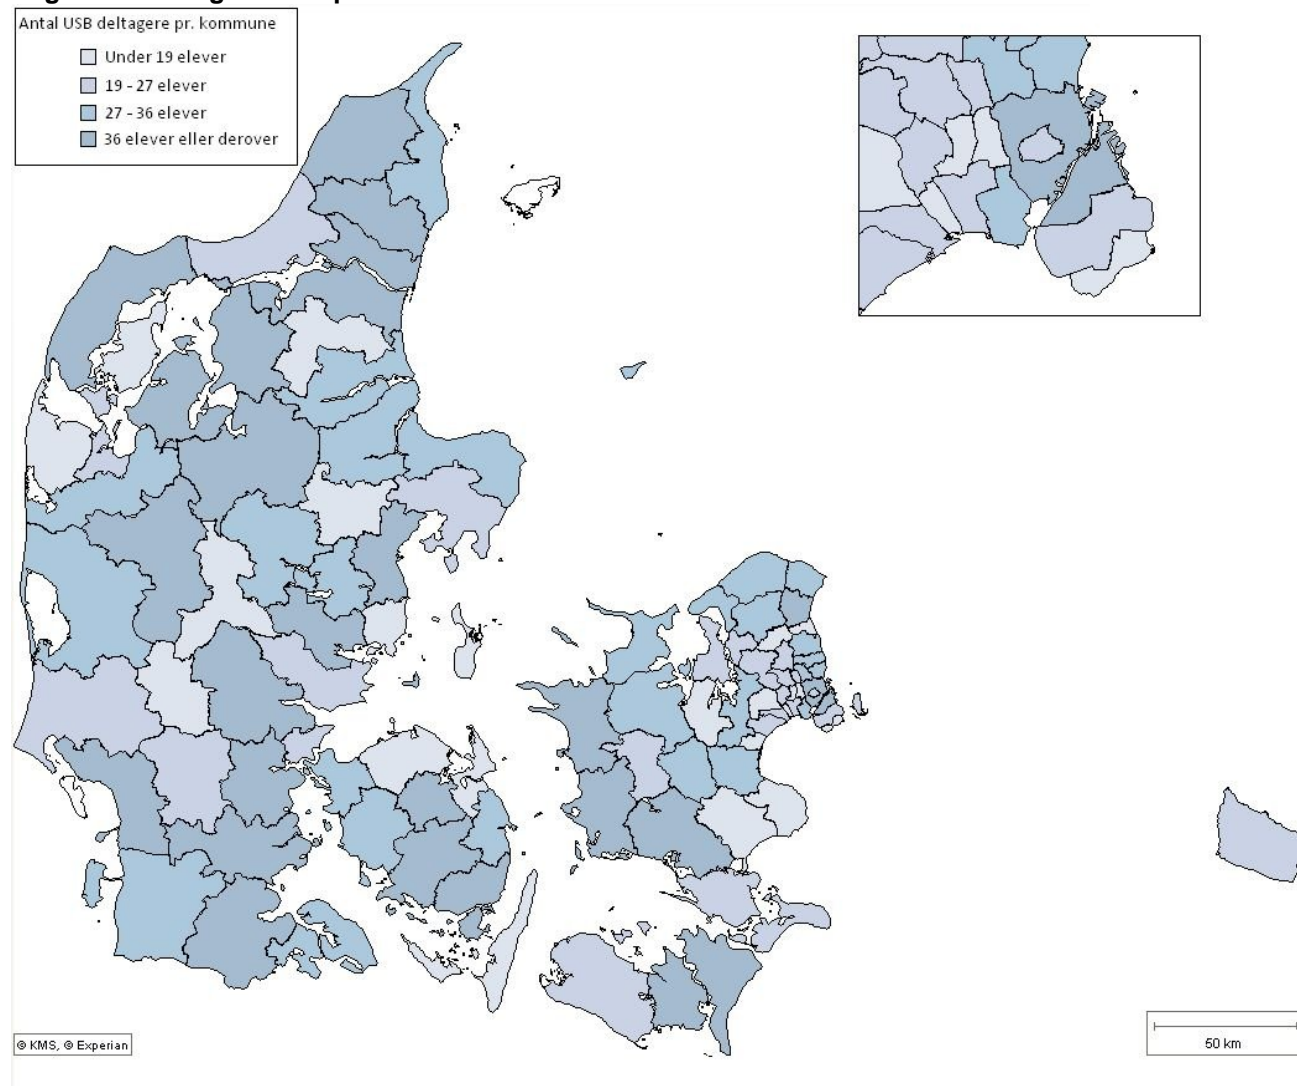 Antal USB deltagere pr. kommune
Under 19 elever
19 - 27 elever
27 - 36 elever
36 elever eller derover
© KMS, © Experian
50 km